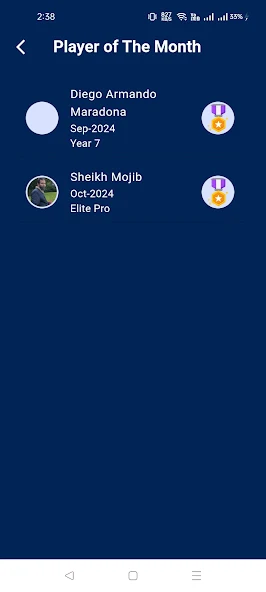 2:38
33%
Player of The Month
Diego Armando
Maradona
Sep-2024
Year 7
Sheikh Mojib
Oct-2024
Elite Pro